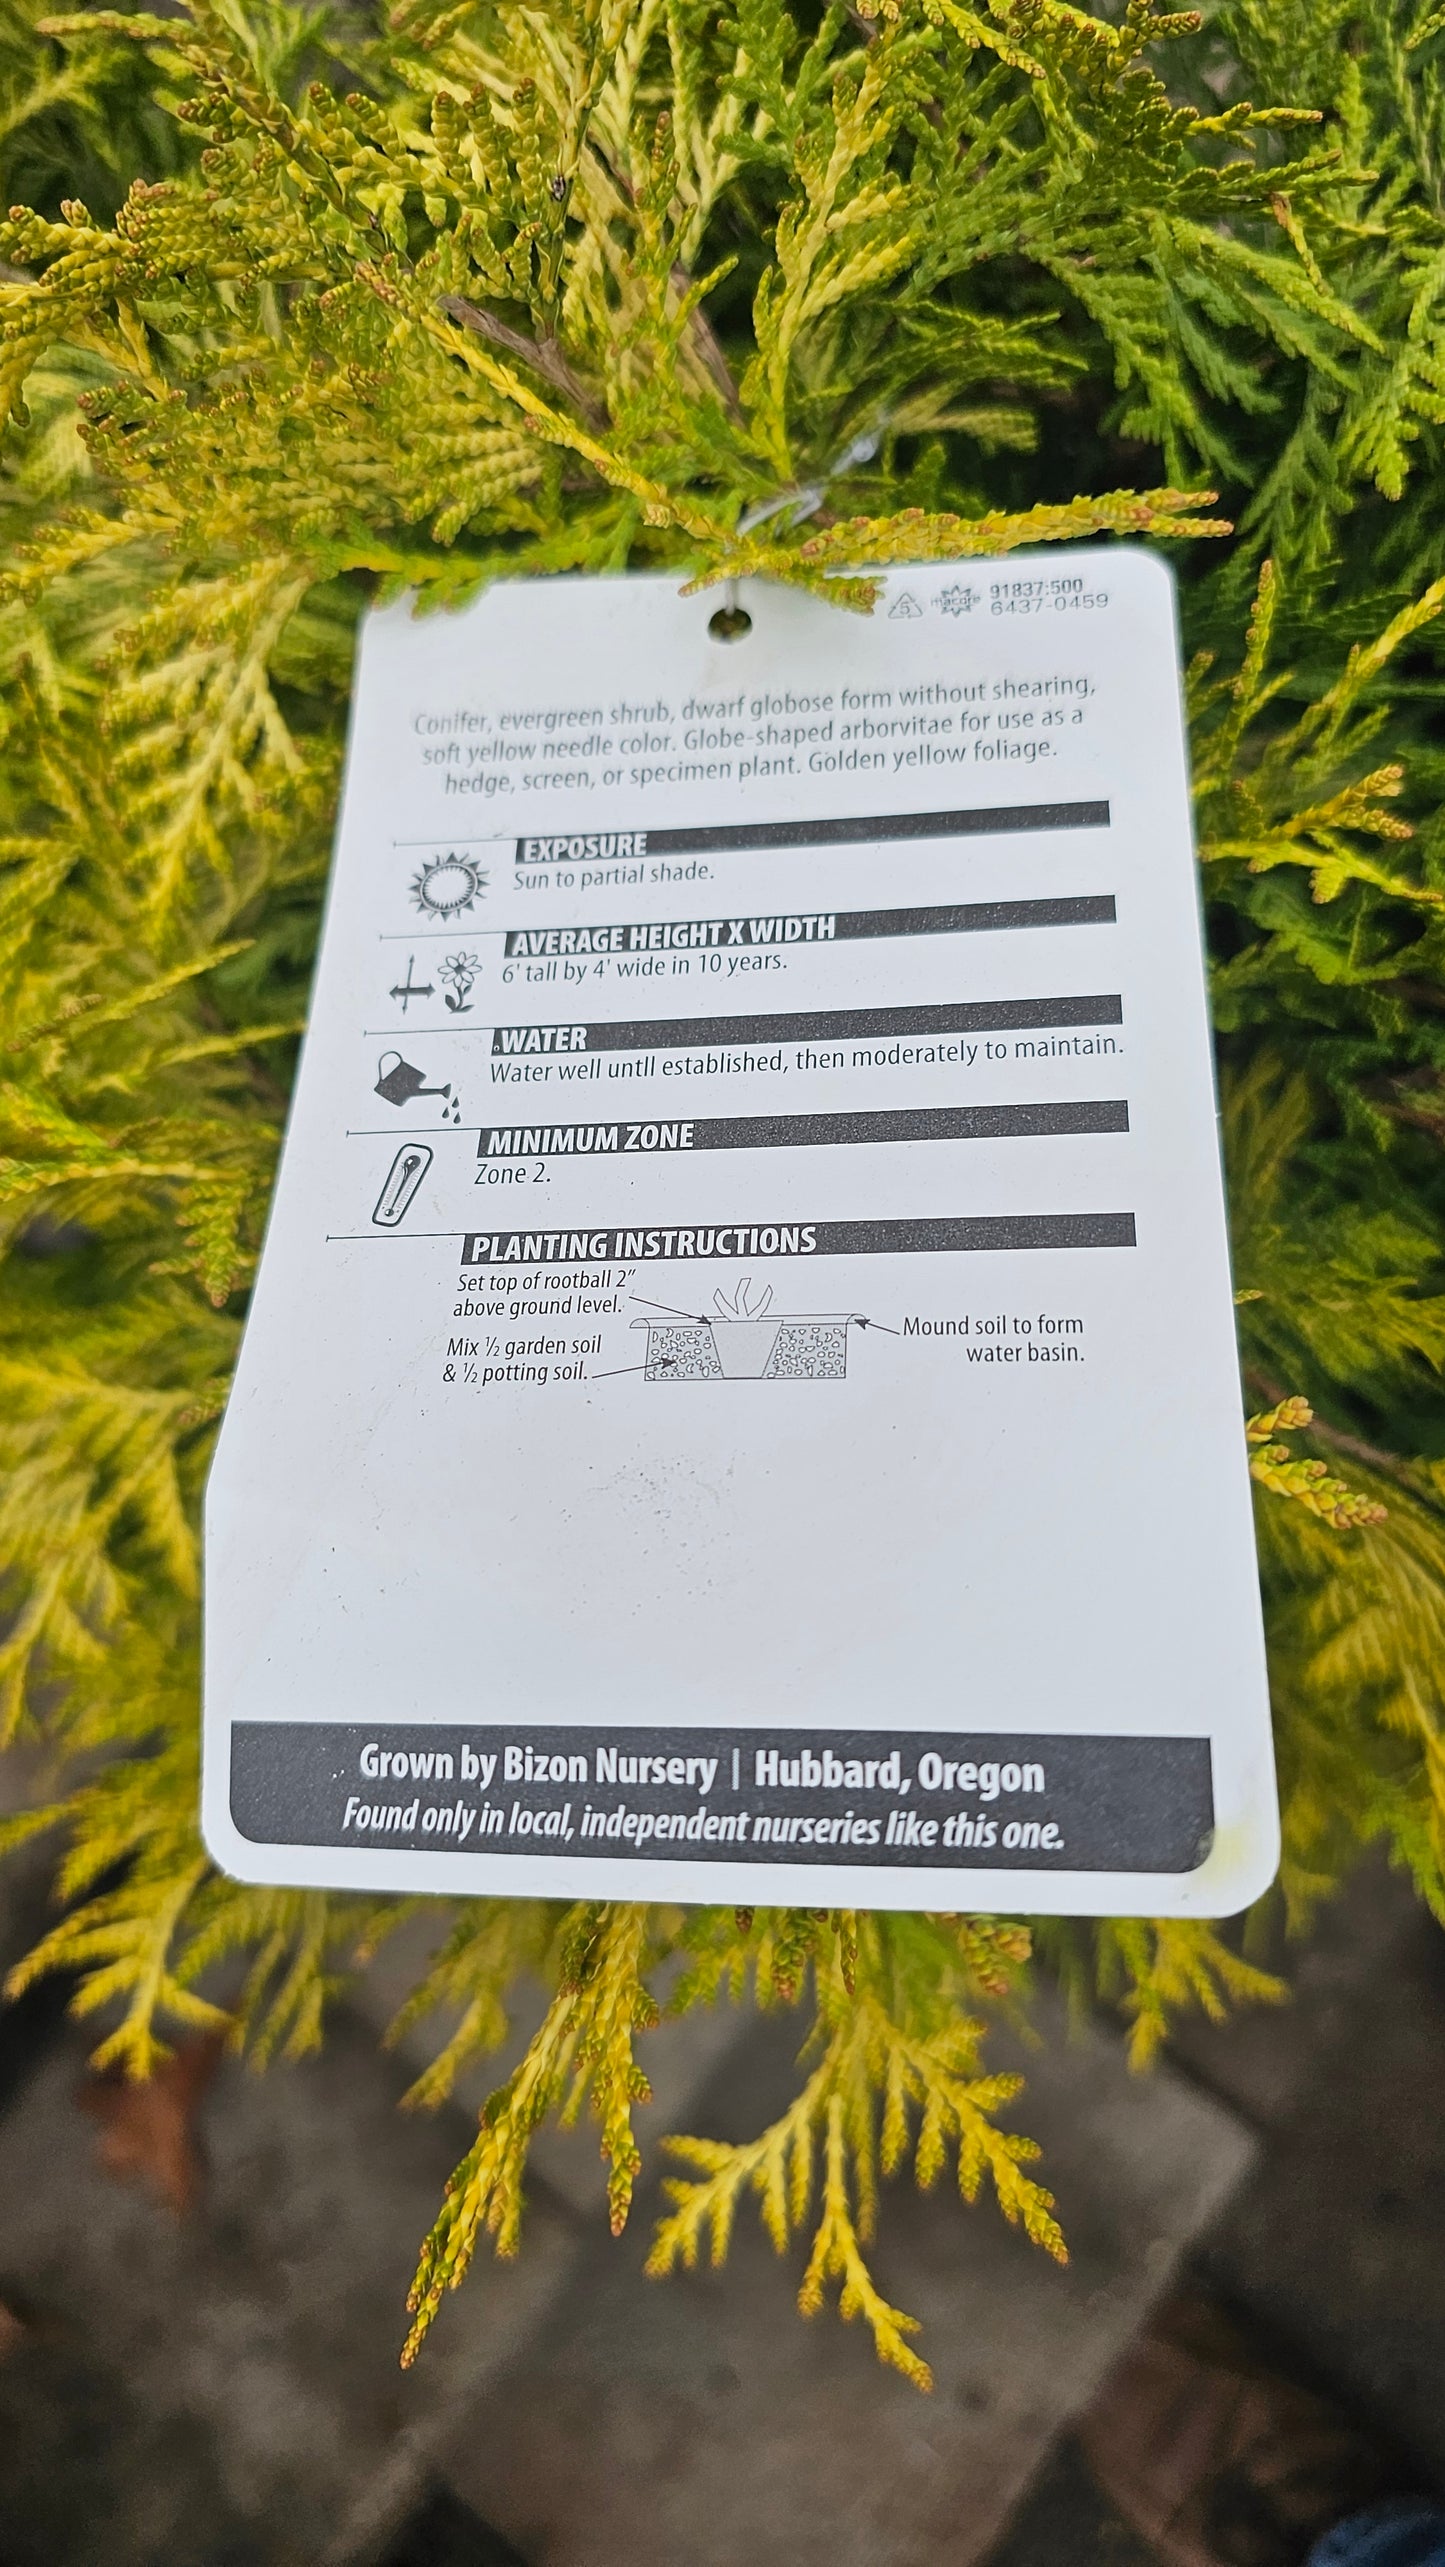 5 macore 91837:500
6437-0459
Conifer, evergreen shrub, dwarf globose form without shearing,
soft yellow needle color. Globe-shaped arborvitae for use as a
hedge, screen, or specimen plant. Golden yellow foliage.
EXPOSURE
Sun to partial shade.
AVERAGE HEIGHT X WIDTH
6' tall by 4' wide in 10 years.
WATER
Water well untll established, then moderately to maintain.
MINIMUM ZONE
Zone 2.
PLANTING INSTRUCTIONS
Set top of rootball 2"
above ground level.
Mix ½ garden soil
& ½ potting soil.
Mound soil to form
water basin.
Grown by Bizon Nursery | Hubbard, Oregon
Found only in local, independent nurseries like this one.